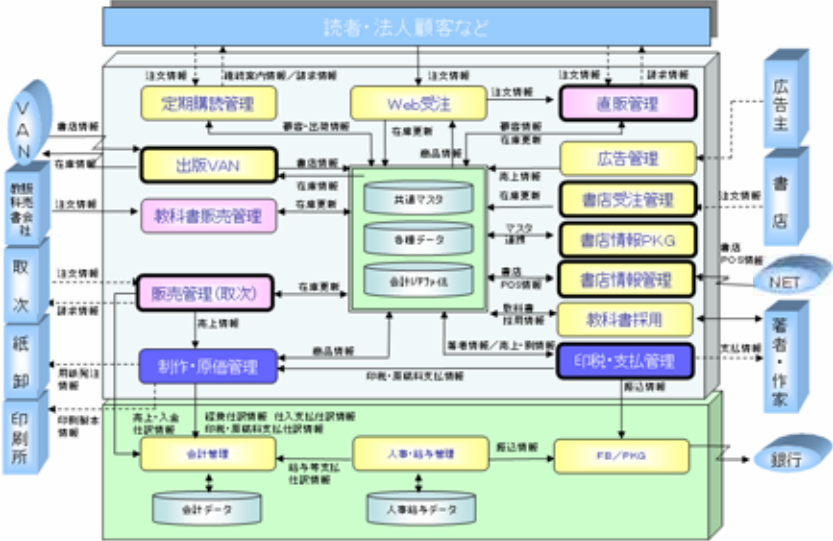 読者・法人顧客など
注文情報
継続案内情報／請求情報
注文情報
注文情報
請求情報
定期購読管理
Web受注
注文情報
直販管理
広告主
VAN
書店情報
在庫情報
顧客・出荷情報
在庫更新
顧客情報
在庫更新
商品情報
出版VAN
書店情報
在庫情報
売上情報
広告管理
教科書
販売会社
注文情報
教科書販売管理
在庫更新
共通マスタ
各種データ
会計I/Fファイル
在庫更新
書店受注管理
注文情報
書店
マスタ
連携
書店情報PKG
書店
POS情報
書店情報管理
書店
POS情報
NET
取次
注文情報
請求情報
販売管理(取次)
在庫更新
教科書
採用情報
教科書採用
売上情報
商品情報
著者情報／売上・刷情報
著者・作家
紙卸
用紙発注
情報
制作・原価管理
印税・原稿料支払情報
印税・支払管理
支払情報
振込情報
印刷所
印刷製本
情報
売上・入金
仕訳情報
経費仕訳情報 仕入支払仕訳情報
印税・原稿料支払仕訳情報
会計管理
給与等支払
仕訳情報
人事・給与管理
振込情報
FB／PKG
銀行
会計データ
人事給与データ